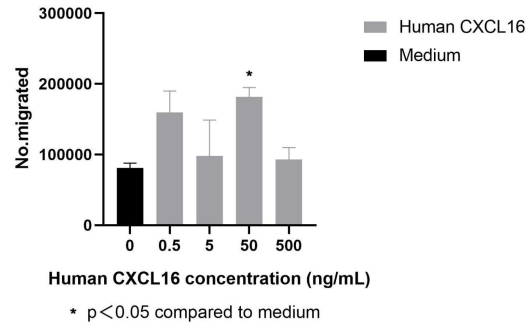 300000
200000
100000
0
No.migrated
*
0 0.5 5 50 500
Human CXCL16 concentration (ng/mL)
* p<0.05 compared to medium
Human CXCL16
Medium